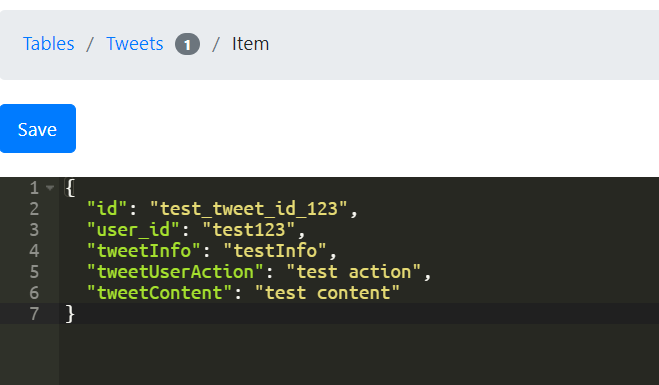 Tables / Tweets 1 / Item
Save
1 {
2 "id": "test_tweet_id_123",
3 "user_id": "test123",
4 "tweetInfo": "testInfo",
5 "tweetUserAction": "test action",
6 "tweetContent": "test content"
7 }